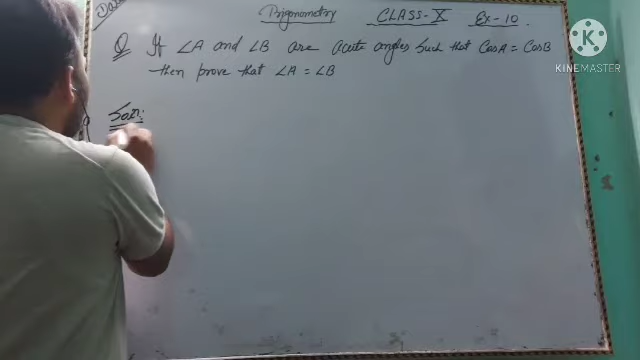 Trigonometry CLASS-X Ex-10.
Q If ∠A and ∠B are acute angles such that CosA = CosB
then prove that ∠A = ∠B
Soln:
KINEMASTER